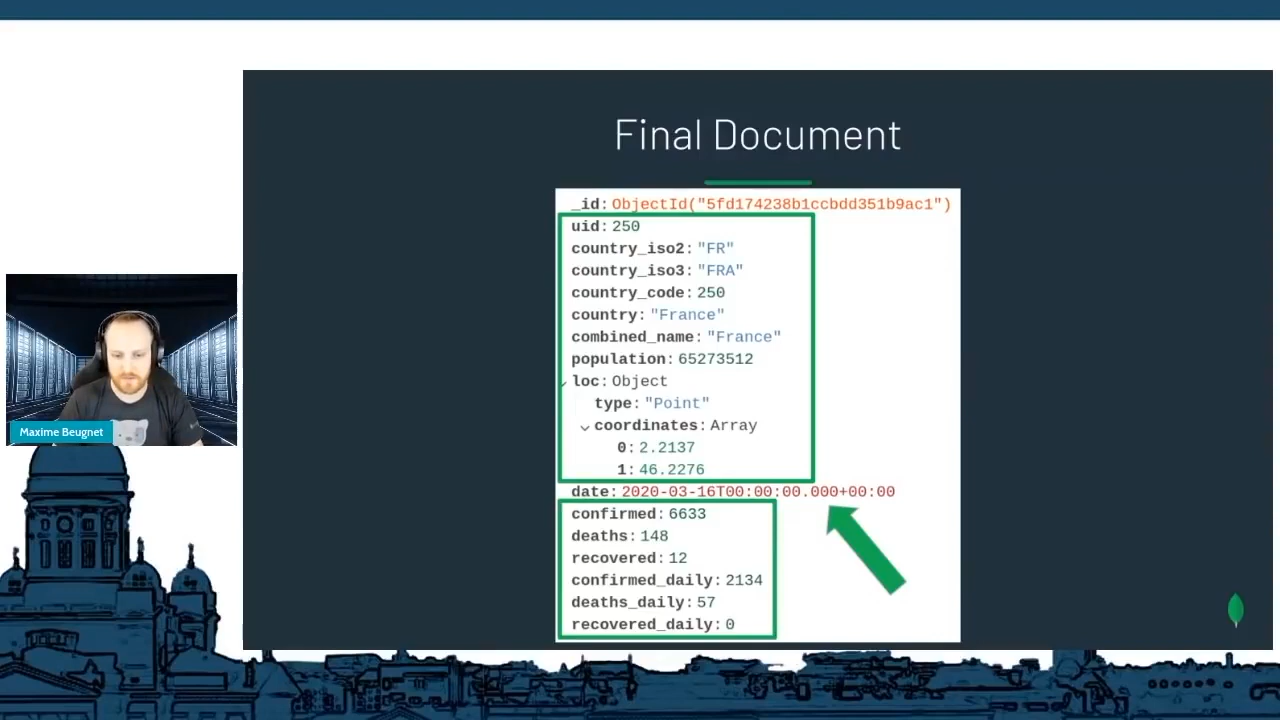 Final Document
_id: ObjectId("5fd174238b1ccbdd351b9ac1")
uid: 250
country_iso2: "FR"
country_iso3: "FRA"
country_code: 250
country: "France"
combined_name: "France"
population: 65273512
loc: Object
type: "Point"
coordinates: Array
0: 2.2137
1: 46.2276
date: 2020-03-16T00:00:00.000+00:00
confirmed: 6633
deaths: 148
recovered: 12
confirmed_daily: 2134
deaths_daily: 57
recovered_daily: 0
Maxime Beugnet